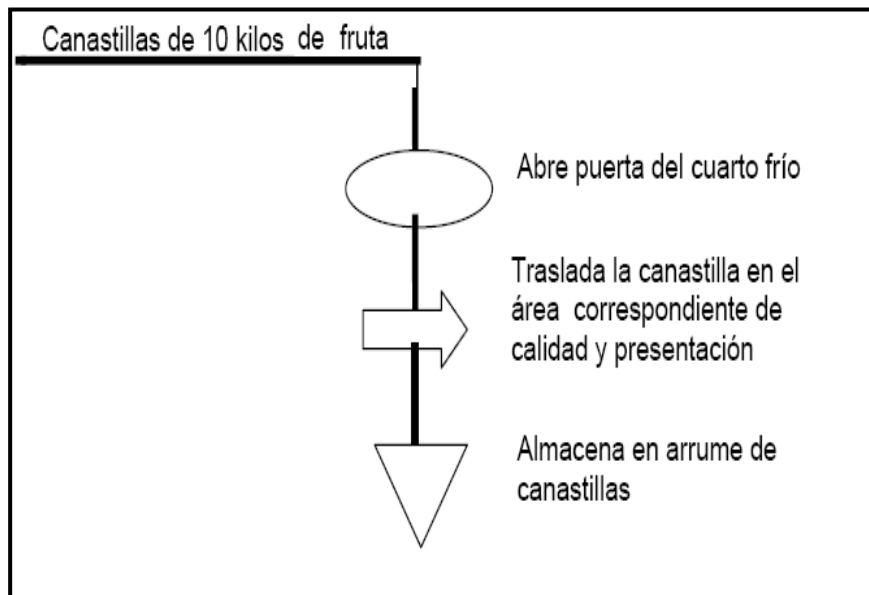 Canastillas de 10 kilos de fruta
Abre puerta del cuarto frío
Traslada la canastilla en el
área correspondiente de
calidad y presentación
Almacena en arrume de
canastillas